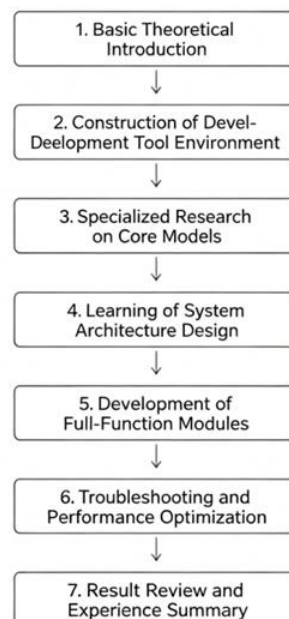 1. Basic Theoretical
Introduction
2. Construction of Devel-
Deelopment Tool Environment
3. Specialized Research
on Core Models
4. Learning of System
Architecture Design
5. Development of
Full-Function Modules
6. Troubleshooting and
Performance Optimization
7. Result Review and
Experience Summary